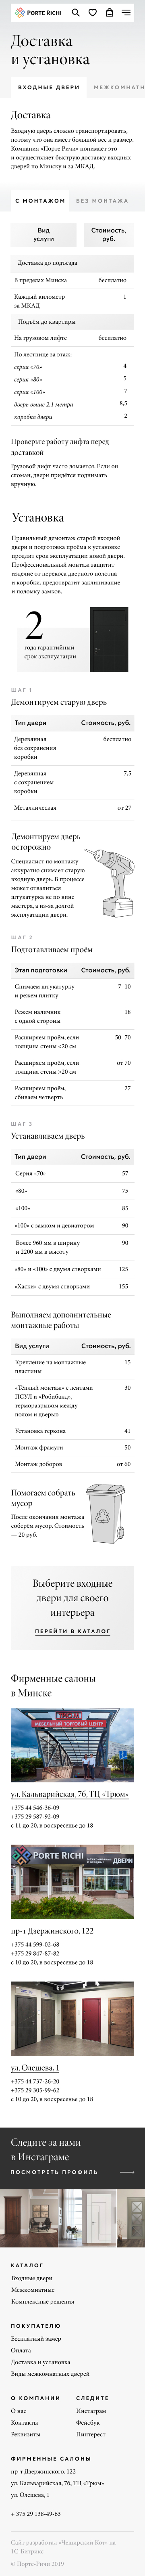 PORTE RICHI
Доставка
и установка
ВХОДНЫЕ ДВЕРИ
МЕЖКОМНАТН
Доставка
Входную дверь сложно транспортировать,
потому что она имеет большой вес и размер.
Компания «Порте Ричи» понимает это
и осуществляет быструю доставку входных
дверей по Минску и за МКАД.
С МОНТАЖОМ
БЕЗ МОНТАЖА
Вид
услуги
Стоимость,
руб.
Доставка до подъезда
В пределах Минска бесплатно
Каждый километр
за МКАД 1
Подъём до квартиры
На грузовом лифте бесплатно
По лестнице за этаж:
серия «70» 4
серия «80» 5
серия «100» 7
дверь выше 2,1 метра 8,5
коробка двери 2
Проверьте работу лифта перед
доставкой
Грузовой лифт часто ломается. Если он
сломан, двери придётся поднимать
вручную.
Установка
Правильный демонтаж старой входной
двери и подготовка проёма к установке
продлит срок эксплуатаций новой двери.
Профессиональный монтаж защитит
изделие от перекоса дверного полотна
и коробки, предотвратит заклинивание
и поломку замков.
2
года гарантийный
срок эксплуатации
ШАГ 1
Демонтируем старую дверь
Тип двери Стоимость, руб.
Деревянная бесплатно
без сохранения
коробки
Деревянная 7,5
с сохранением
коробки
Металлическая от 27
Демонтируем дверь
осторожно
Специалист по монтажу
аккуратно снимает старую
входную дверь. В процессе
может отвалиться
штукатурка не по вине
мастера, а из-за долгой
эксплуатации двери.
ШАГ 2
Подготавливаем проём
Этап подготовки Стоимость, руб.
Снимаем штукатурку 7–10
и режем плитку
Режем наличник 18
с одной стороны
Расширяем проём, если 50–70
толщина стены <20 см
Расширяем проём, если от 70
толщина стены >20 см
Расширяем проём, 27
сбиваем четверть
ШАГ 3
Устанавливаем дверь
Тип двери Стоимость, руб.
Серия «70» 57
«80» 75
«100» 85
«100» с замком и девиатором 90
Более 960 мм в ширину 90
и 2200 мм в высоту
«80» и «100» с двумя створками 125
«Хаски» с двумя створками 155
Выполняем дополнительные
монтажные работы
Вид услуги Стоимость, руб.
Крепление на монтажные 15
пластины
«Тёплый монтаж» с лентами 30
ПСУЛ и «Робибанд»,
терморазрывом между
полом и дверью
Установка геркона 41
Монтаж фрамуги 50
Монтаж доборов от 60
Помогаем собрать
мусор
После окончания монтажа
соберём мусор. Стоимость
— 20 руб.
Выберите входные
двери для своего
интерьера
ПЕРЕЙТИ В КАТАЛОГ
Фирменные салоны
в Минске
ТРЮМ
МЕБЕЛЬНЫЙ ТОРГОВЫЙ ЦЕНТР
ул. Кальварийская, 7б, ТЦ «Трюм»
+375 44 546-36-09
+375 29 587-92-09
с 11 до 20, в воскресенье до 18
PORTE RICHI
ДВЕРИ
пр-т Дзержинского, 122
+375 44 599-02-68
+375 29 847-87-82
с 10 до 20, в воскресенье до 18
ул. Олешева, 1
+375 44 737-26-20
+375 29 305-99-62
с 10 до 20, в воскресенье до 18
Следите за нами
в Инстаграме
ПОСМОТРЕТЬ ПРОФИЛЬ
КАТАЛОГ
Входные двери
Межкомнатные
Комплексные решения
ПОКУПАТЕЛЮ
Бесплатный замер
Оплата
Доставка и установка
Виды межкомнатных дверей
О КОМПАНИИ
О нас
Контакты
Реквизиты
СЛЕДИТЕ
Инстаграм
Фейсбук
Пинтерест
ФИРМЕННЫЕ САЛОНЫ
пр-т Дзержинского, 122
ул. Кальварийская, 7б, ТЦ «Трюм»
ул. Олешева, 1
+ 375 29 138-49-63
Сайт разработан «Чеширский Кот» на
1С-Битрикс
© Порте-Ричи 2019